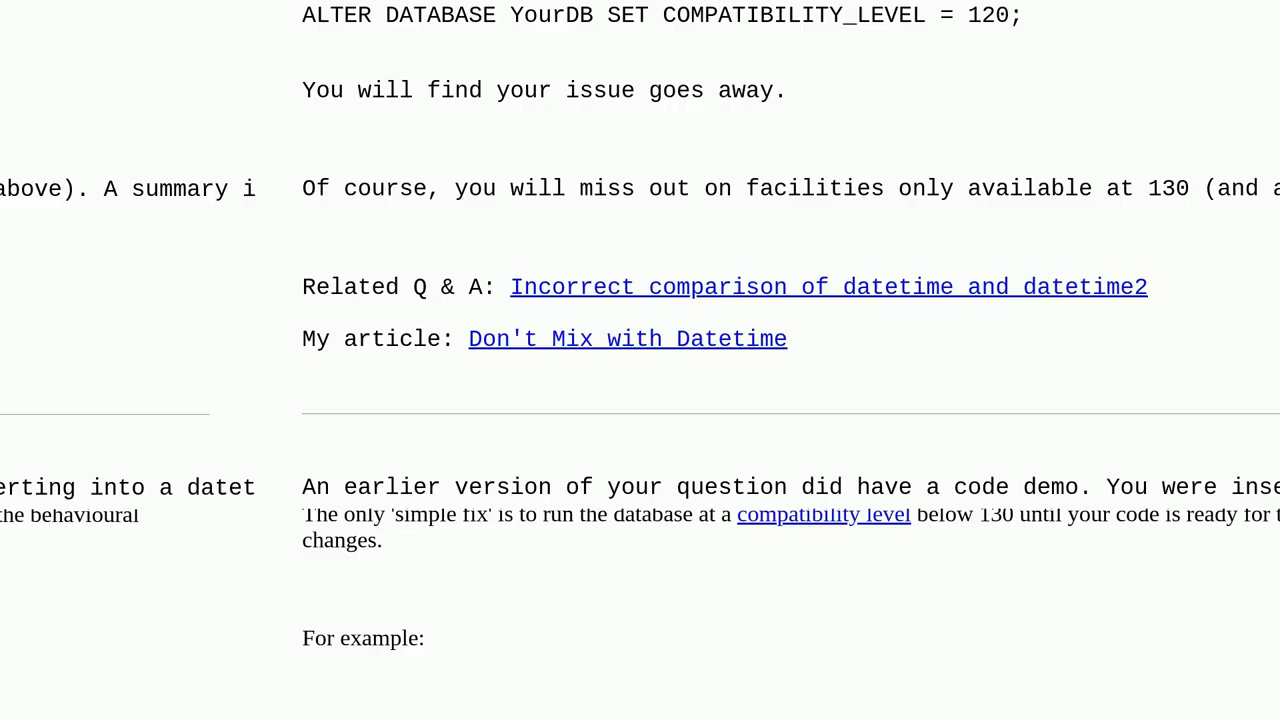 ALTER DATABASE YourDB SET COMPATIBILITY_LEVEL = 120;
You will find your issue goes away.
above). A summary i
Of course, you will miss out on facilities only available at 130 (and a
Related Q & A: Incorrect comparison of datetime and datetime2
My article: Don't Mix with Datetime
erting into a datet
An earlier version of your question did have a code demo. You were inse
the behavioural
The only 'simple fix' is to run the database at a compatibility level below 130 until your code is ready for t
changes.
For example: